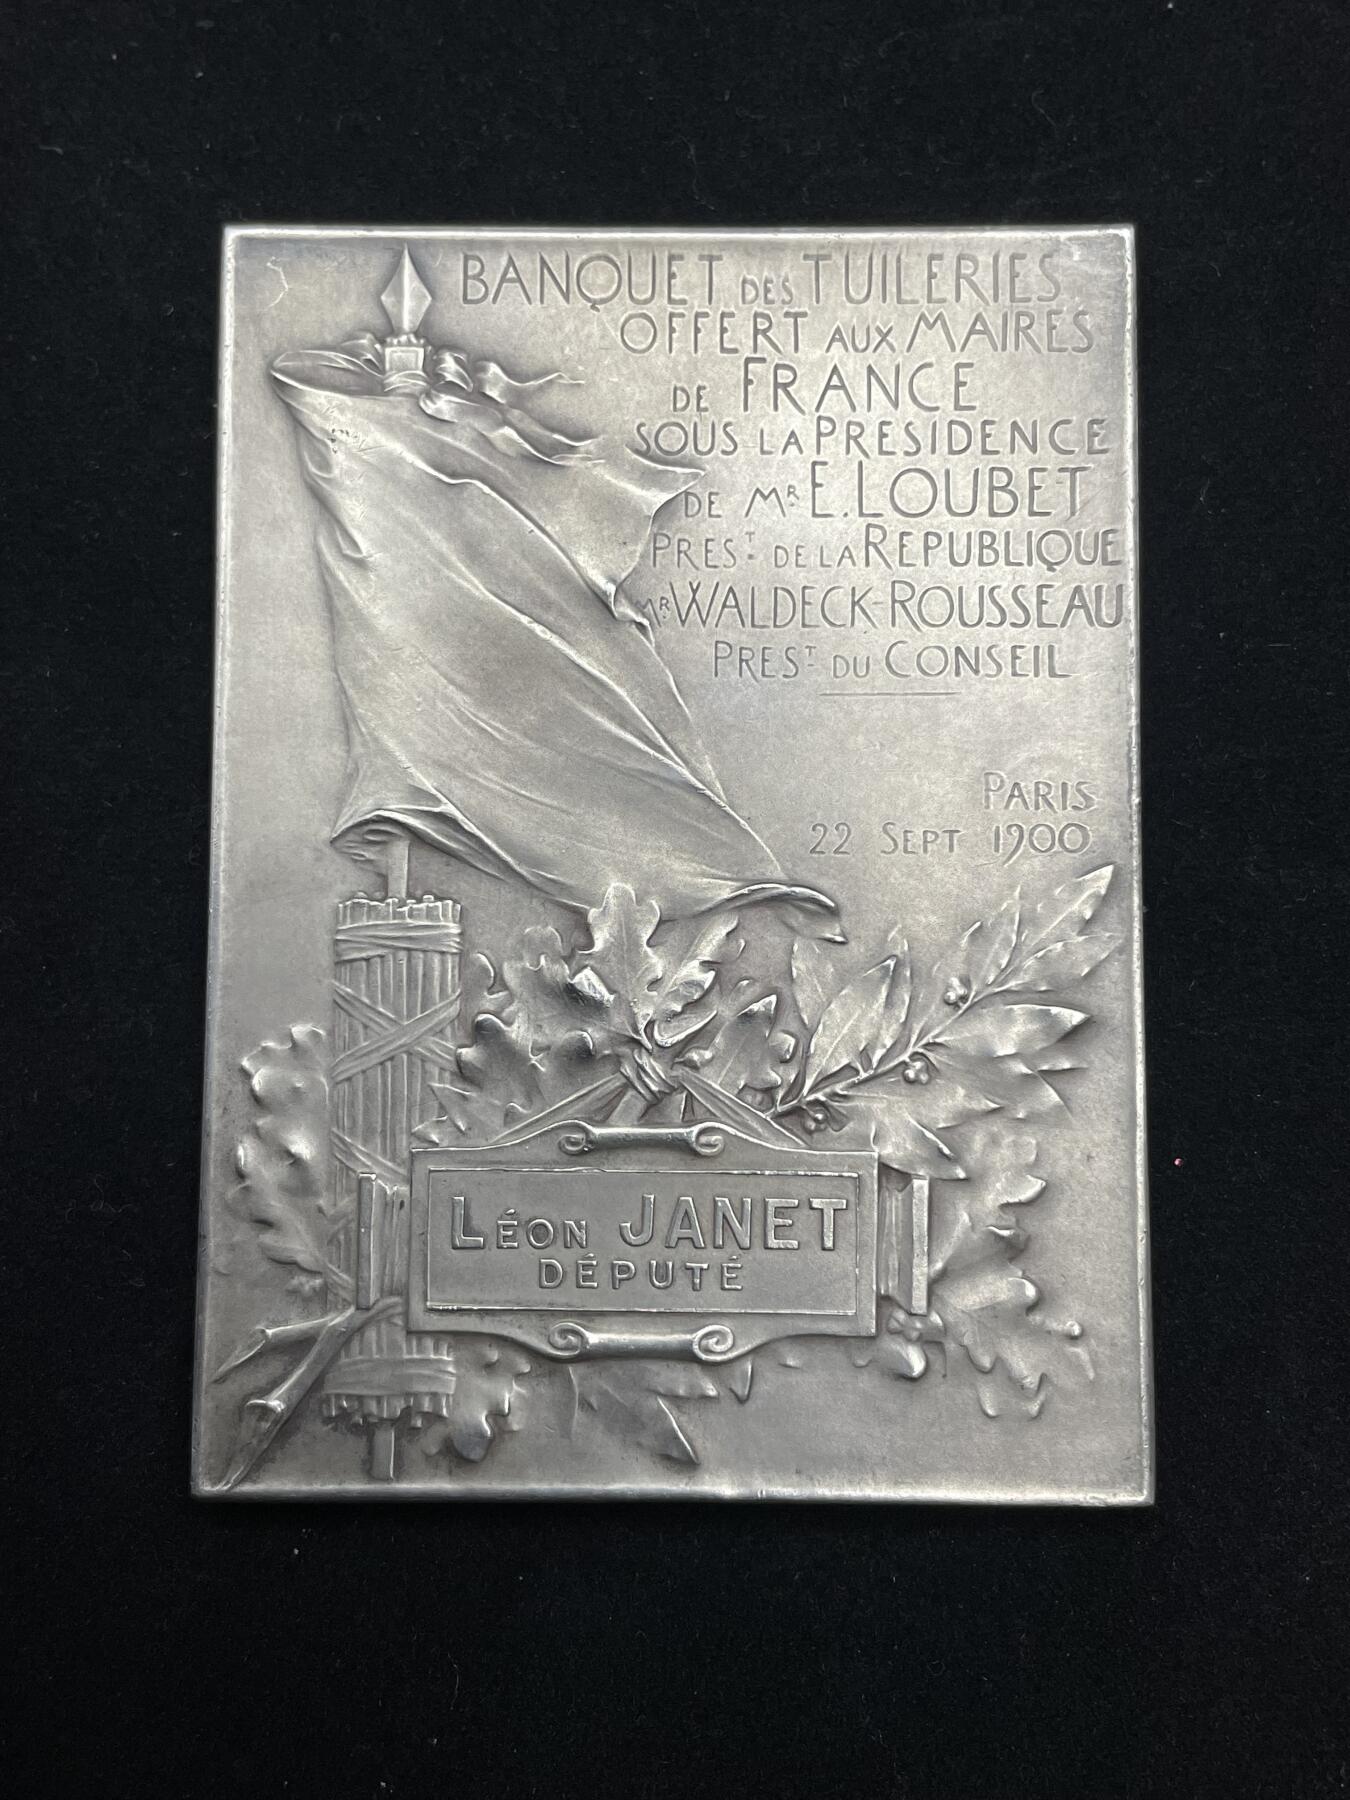 BANQUET DES TUILERIES
OFFERT AUX MAIRES
DE FRANCE
SOUS LA PRESIDENCE
DE MR. E. LOUBET
PREST. DE LA REPUBLIQUE
MR. WALDECK-ROUSSEAU
PREST. DU CONSEIL
PARIS
22 SEPT 1900
LÉON JANET
DÉPUTÉ